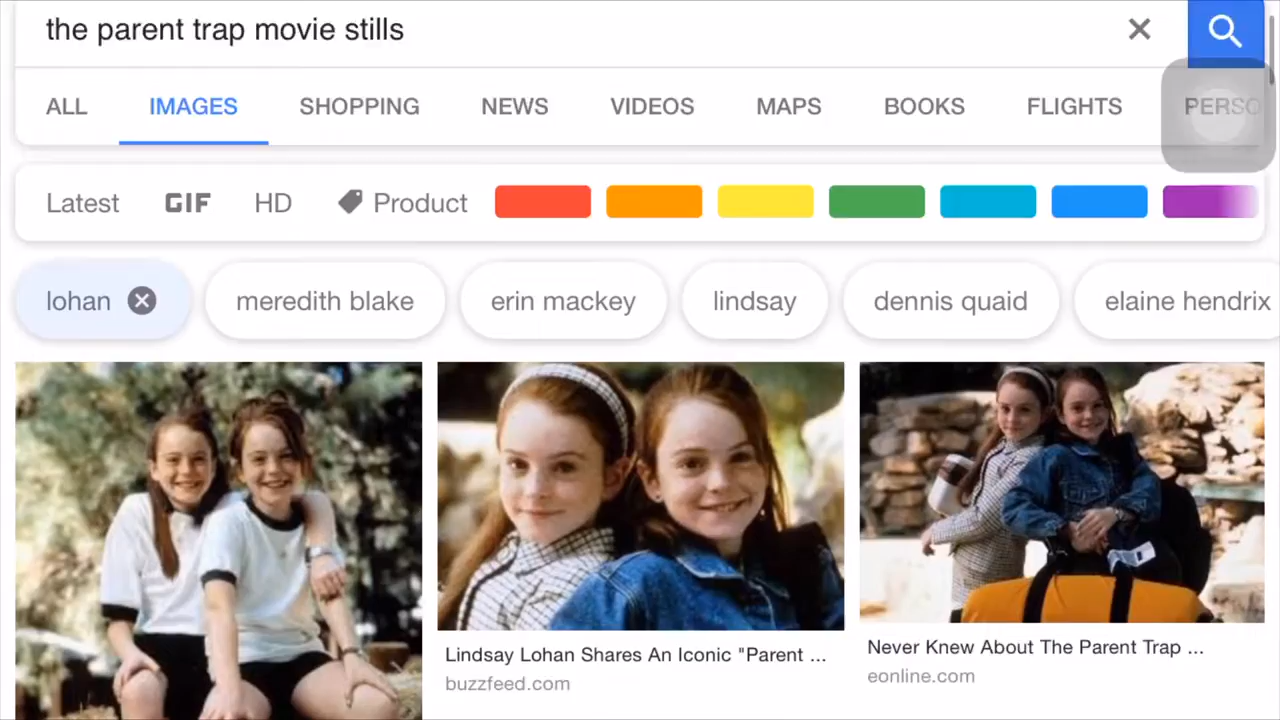 the parent trap movie stills
ALL IMAGES SHOPPING NEWS VIDEOS MAPS BOOKS FLIGHTS PERSO
Latest GIF HD Product
lohan meredith blake erin mackey lindsay dennis quaid elaine hendrix
Lindsay Lohan Shares An Iconic "Parent ...
buzzfeed.com
Never Knew About The Parent Trap ...
eonline.com